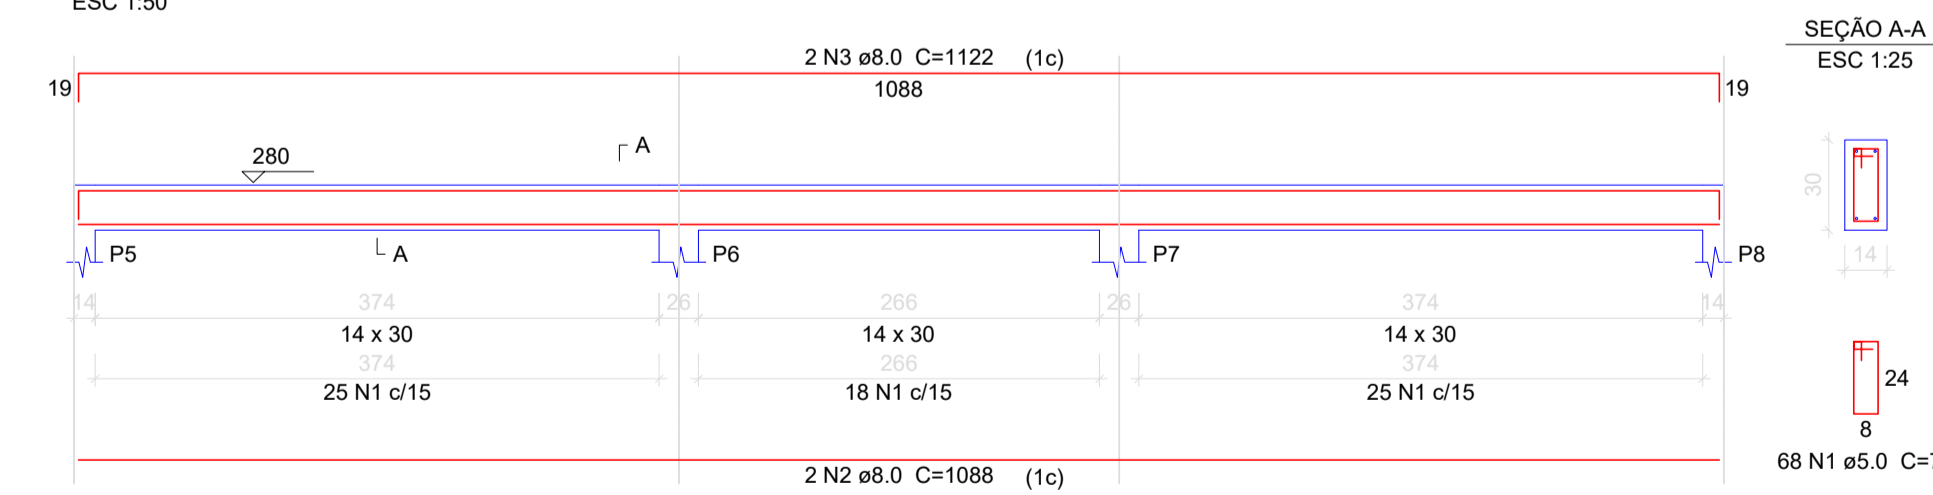 ESC 1:50
SEÇÃO A-A
ESC 1:25
2 N3 ø8.0 C=1122 (1c)
19 1088 19
A
280
A
P5 P6 P7 P8
30
14
14 374 26 266 26 374 14
14 x 30 14 x 30 14 x 30
374 266 374
25 N1 c/15 18 N1 c/15 25 N1 c/15
24
8
68 N1 ø5.0
2 N2 ø8.0 C=1088 (1c)